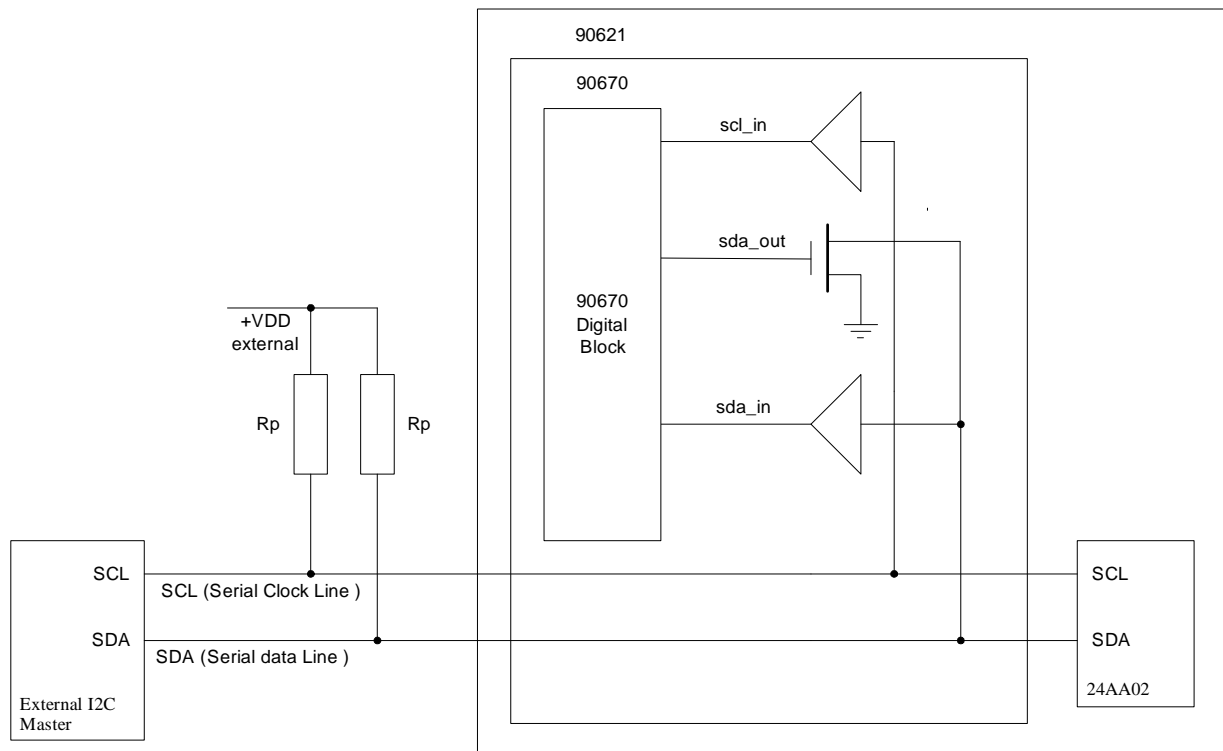 90621
90670
scl_in
sda_out
90670
Digital
Block
sda_in
+VDD
external
Rp
Rp
SCL
SCL (Serial Clock Line )
SCL
SDA
SDA (Serial data Line )
SDA
External I2C
Master
24AA02